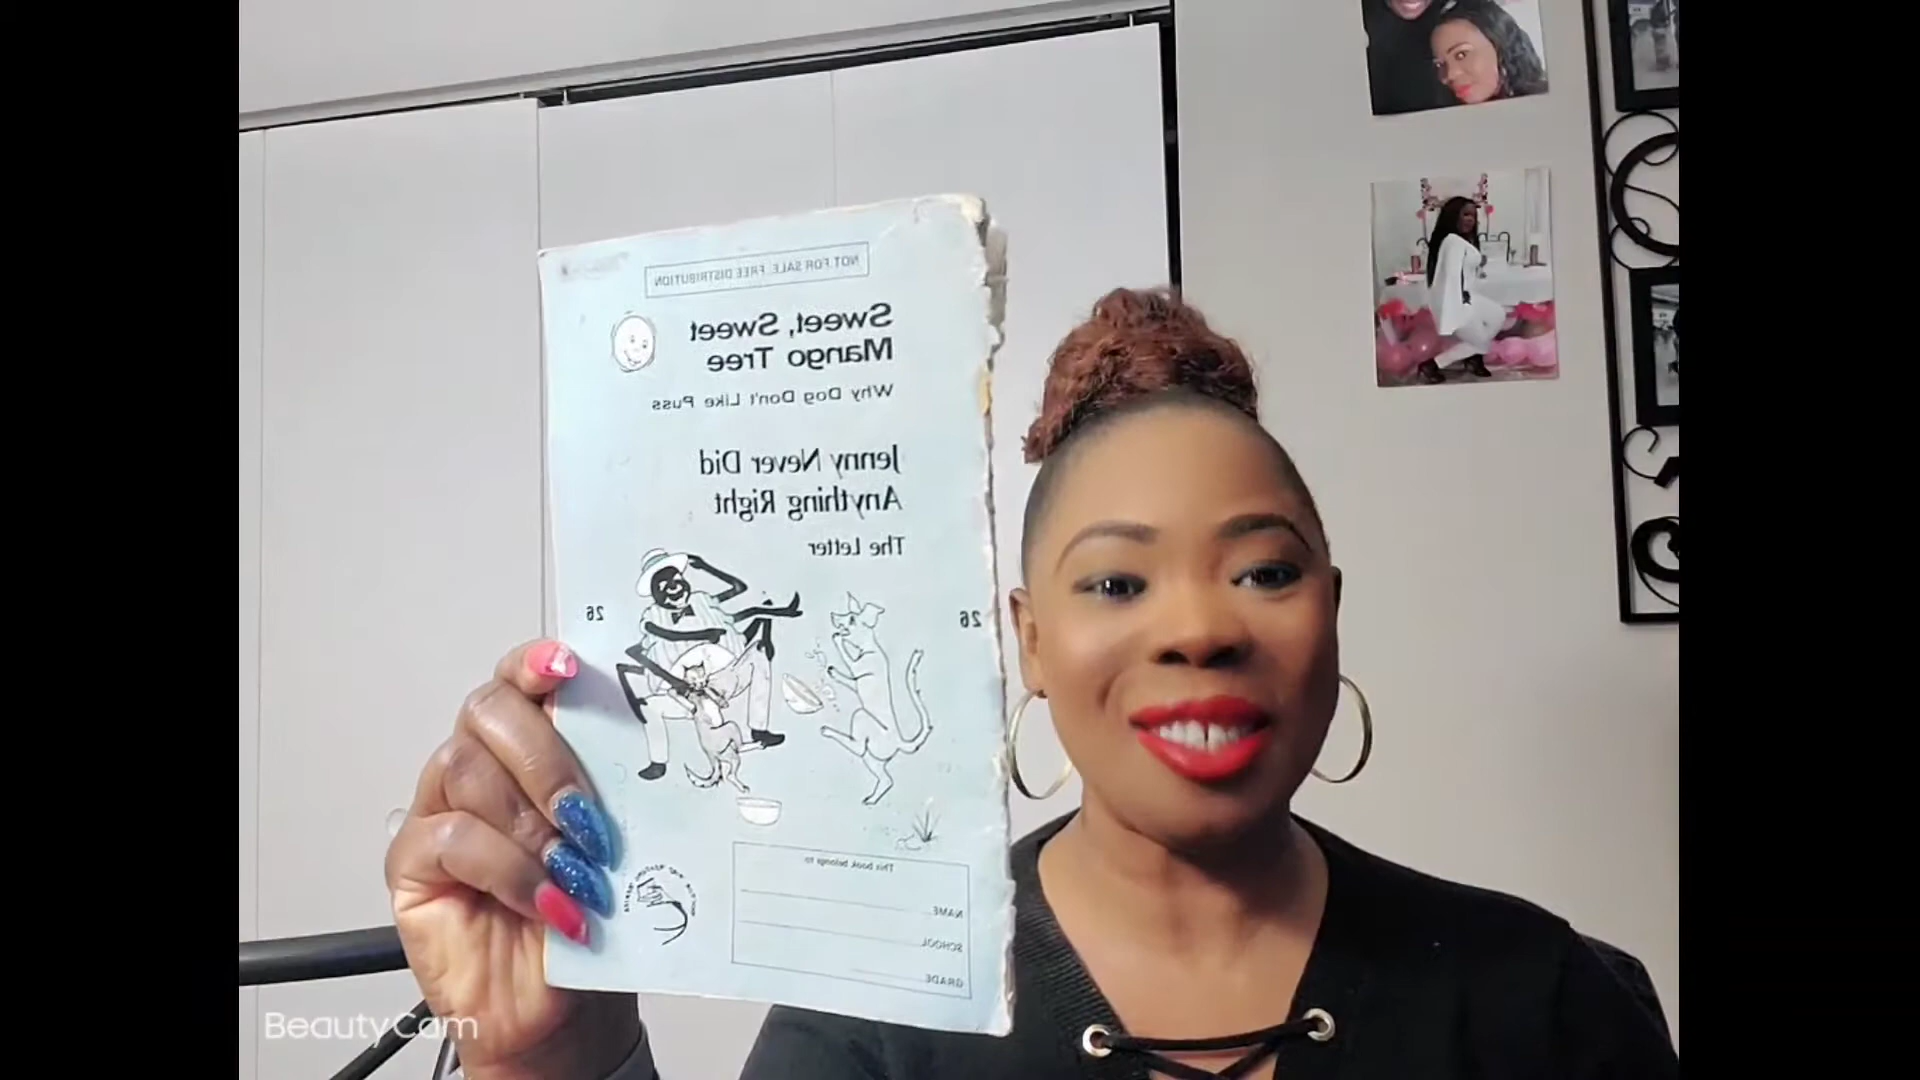 NOT FOR SALE. FREE DISTRIBUTION
Sweet, Sweet
Mango Tree
Why Dog Don't Like Puss
Jenny Never Did
Anything Right
The Letter
26
26
This book belongs to
NAME
SCHOOL
GRADE
BeautyCam